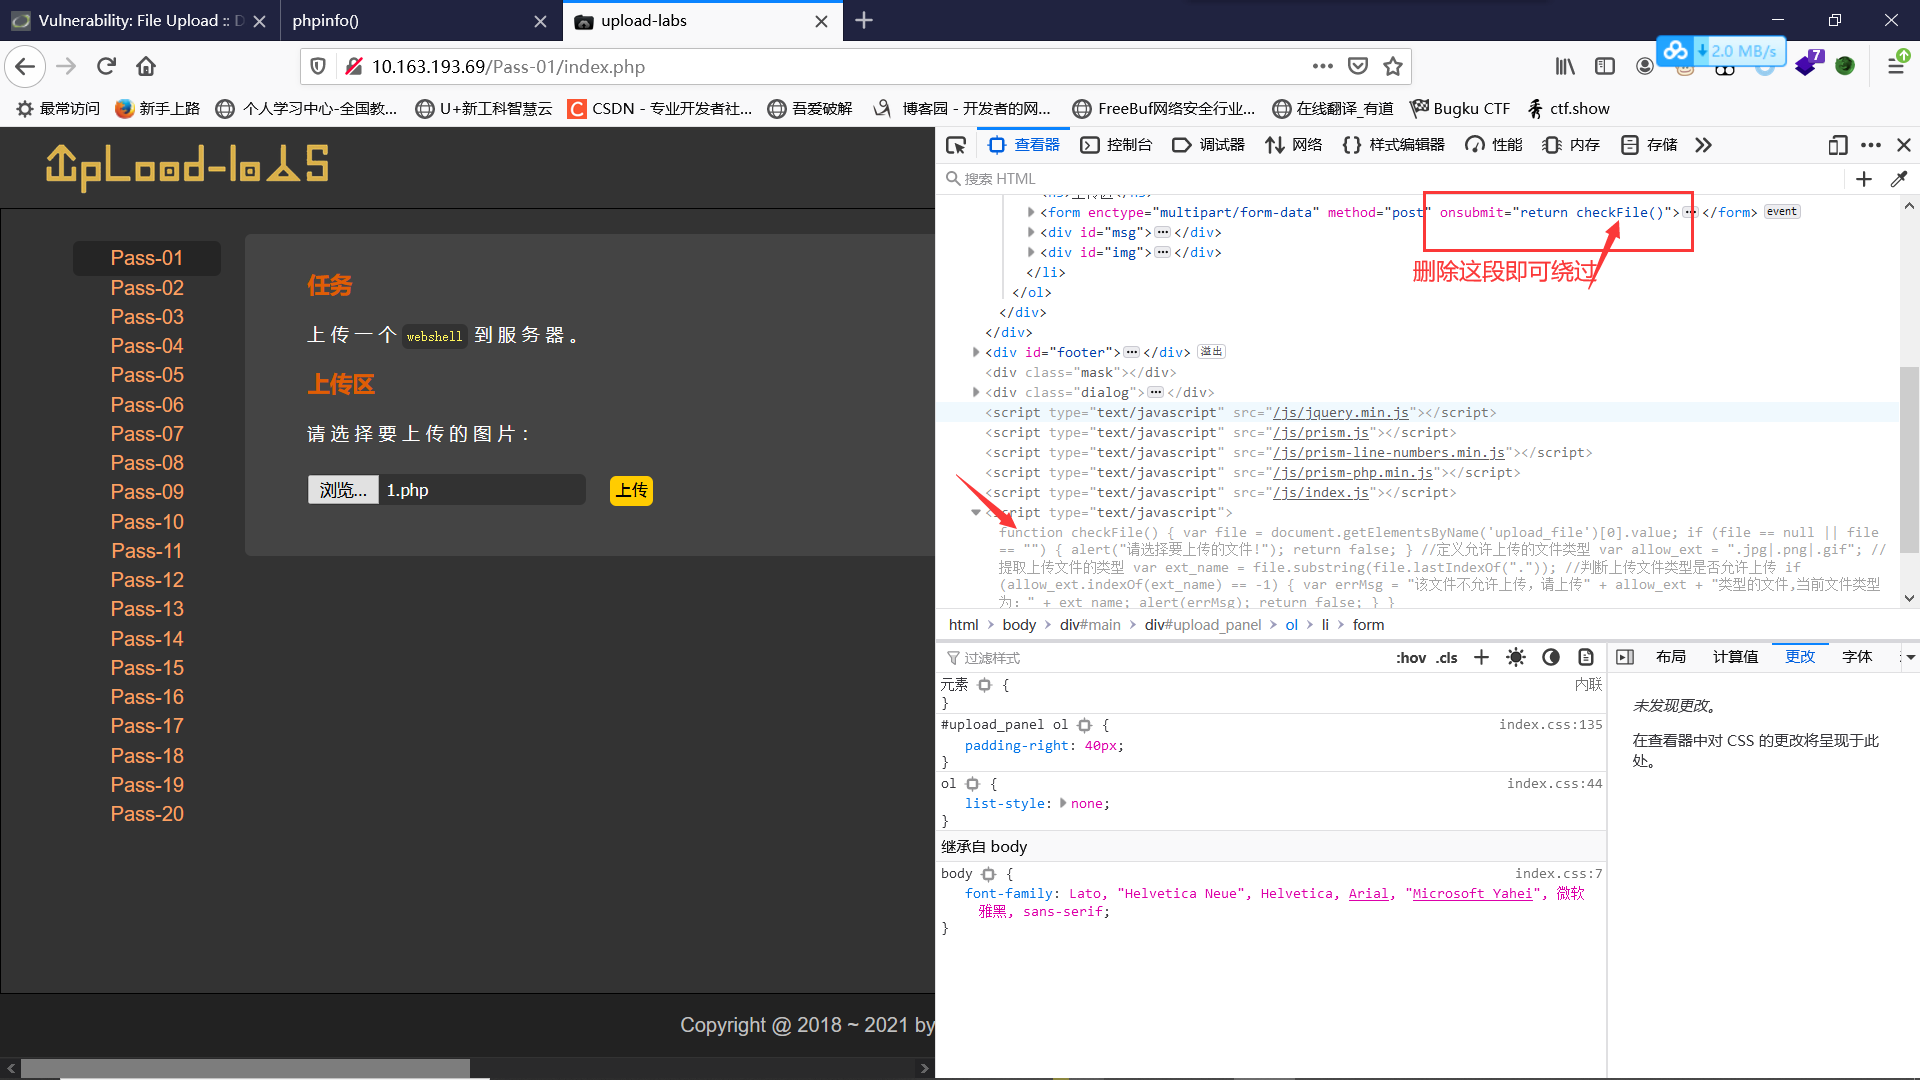 Vulnerability: File Upload :: D
phpinfo()
upload-labs
10.163.193.69/Pass-01/index.php
2.0 MB/s
7
最常访问
新手上路
个人学习中心-全国教...
U+新工科智慧云
CSDN - 专业开发者社...
吾爱破解
博客园 - 开发者的网...
FreeBuf网络安全行业...
在线翻译_有道
Bugku CTF
ctf.show
UpLoad-labS
Pass-01
Pass-02
Pass-03
Pass-04
Pass-05
Pass-06
Pass-07
Pass-08
Pass-09
Pass-10
Pass-11
Pass-12
Pass-13
Pass-14
Pass-15
Pass-16
Pass-17
Pass-18
Pass-19
Pass-20
任务
上传一个 webshell 到服务器。
上传区
请选择要上传的图片：
浏览... 1.php
上传
Copyright @ 2018 ~ 2021 by
查看器 控制台 调试器 网络 样式编辑器 性能 内存 存储
搜索 HTML
<h3>上传区</h3>
<form enctype="multipart/form-data" method="post" onsubmit="return checkFile()">…</form> event
<div id="msg">…</div>
<div id="img">…</div>
删除这段即可绕过
</li>
</ol>
</div>
</div>
<div id="footer">…</div> 溢出
<div class="mask"></div>
<div class="dialog">…</div>
<script type="text/javascript" src="/js/jquery.min.js"></script>
<script type="text/javascript" src="/js/prism.js"></script>
<script type="text/javascript" src="/js/prism-line-numbers.min.js"></script>
<script type="text/javascript" src="/js/prism-php.min.js"></script>
<script type="text/javascript" src="/js/index.js"></script>
<script type="text/javascript">
function checkFile() { var file = document.getElementsByName('upload_file')[0].value; if (file == null || file
== "") { alert("请选择要上传的文件!"); return false; } //定义允许上传的文件类型 var allow_ext = ".jpg|.png|.gif"; //
提取上传文件的类型 var ext_name = file.substring(file.lastIndexOf(".")); //判断上传文件类型是否允许上传 if
(allow_ext.indexOf(ext_name) == -1) { var errMsg = "该文件不允许上传，请上传" + allow_ext + "类型的文件,当前文件类型
为：" + ext_name; alert(errMsg); return false; } }
html > body > div#main > div#upload_panel > ol > li > form
过滤样式
:hov .cls
布局 计算值 更改 字体
元素 { 内联
}
#upload_panel ol { index.css:135
padding-right: 40px;
}
ol { index.css:44
list-style: none;
}
继承自 body
body { index.css:7
font-family: Lato, "Helvetica Neue", Helvetica, Arial, "Microsoft Yahei", 微软
雅黑, sans-serif;
}
未发现更改。
在查看器中对 CSS 的更改将呈现于此
处。